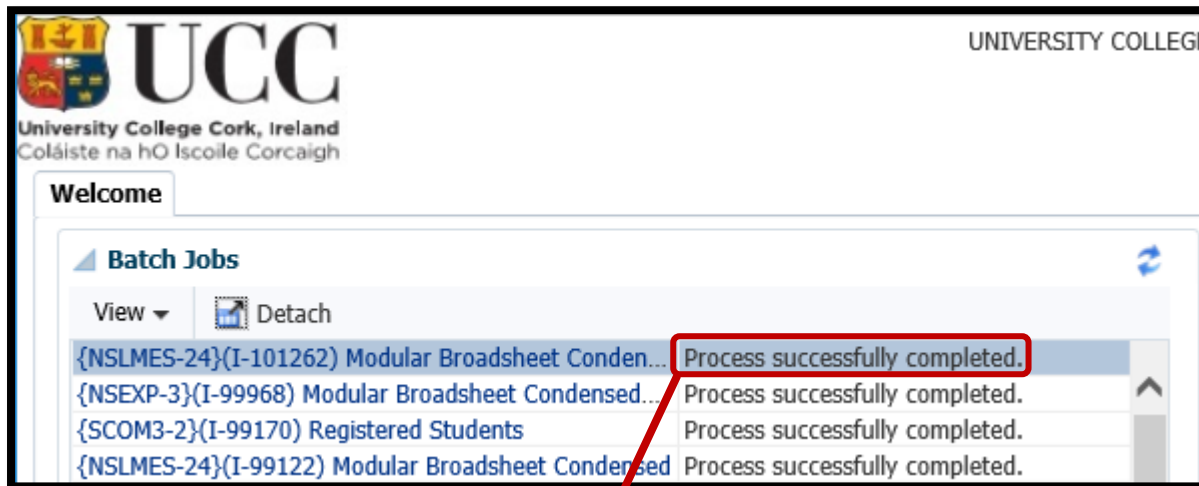 UCC
UNIVERSITY COLLEG
University College Cork, Ireland
Coláiste na hO Iscoile Corcaigh
Welcome
Batch Jobs
View Detach
{NSLMES-24}(I-101262) Modular Broadsheet Conden... Process successfully completed.
{NSEXP-3}(I-99968) Modular Broadsheet Condensed... Process successfully completed.
{SCOM3-2}(I-99170) Registered Students Process successfully completed.
{NSLMES-24}(I-99122) Modular Broadsheet Condensed Process successfully completed.